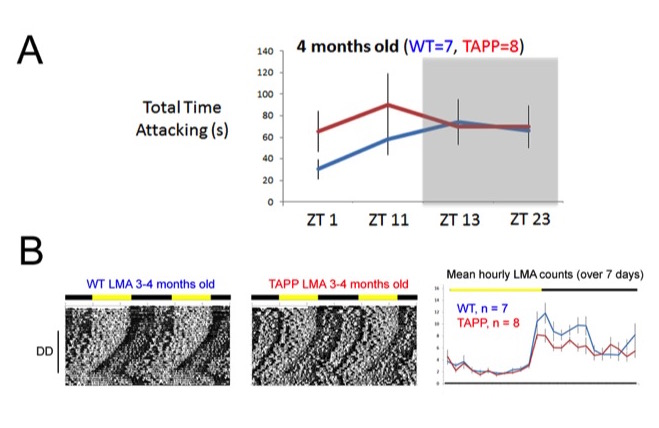 A
4 months old (WT=7, TAPP=8)
Total Time
Attacking (s)
140
120
100
80
60
40
20
0
ZT 1 ZT 11 ZT 13 ZT 23
B
WT LMA 3-4 months old
TAPP LMA 3-4 months old
Mean hourly LMA counts (over 7 days)
WT, n = 7
TAPP, n = 8
DD